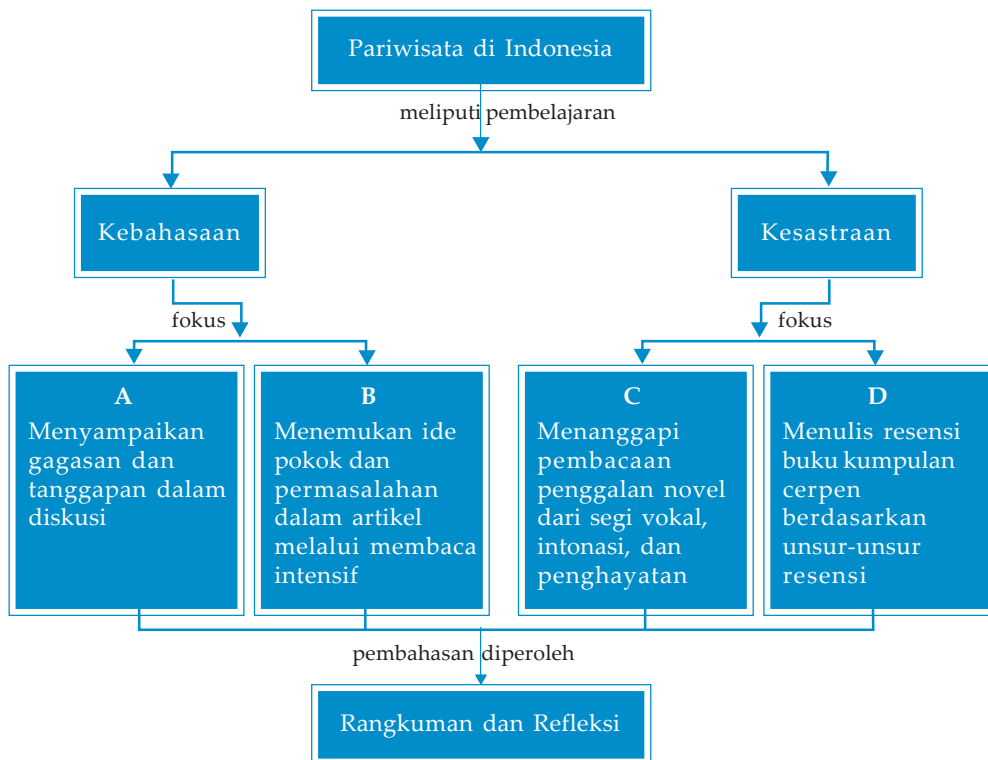 Pariwisata di Indonesia
meliputi pembelajaran
Kebahasaan
Kesastraan
fokus
fokus
A
Menyampaikan
gagasan dan
tanggapan dalam
diskusi
B
Menemukan ide
pokok dan
permasalahan
dalam artikel
melalui membaca
intensif
C
Menanggapi
pembacaan
penggalan novel
dari segi vokal,
intonasi, dan
penghayatan
D
Menulis resensi
buku kumpulan
cerpen
berdasarkan
unsur-unsur
resensi
pembahasan diperoleh
Rangkuman dan Refleksi